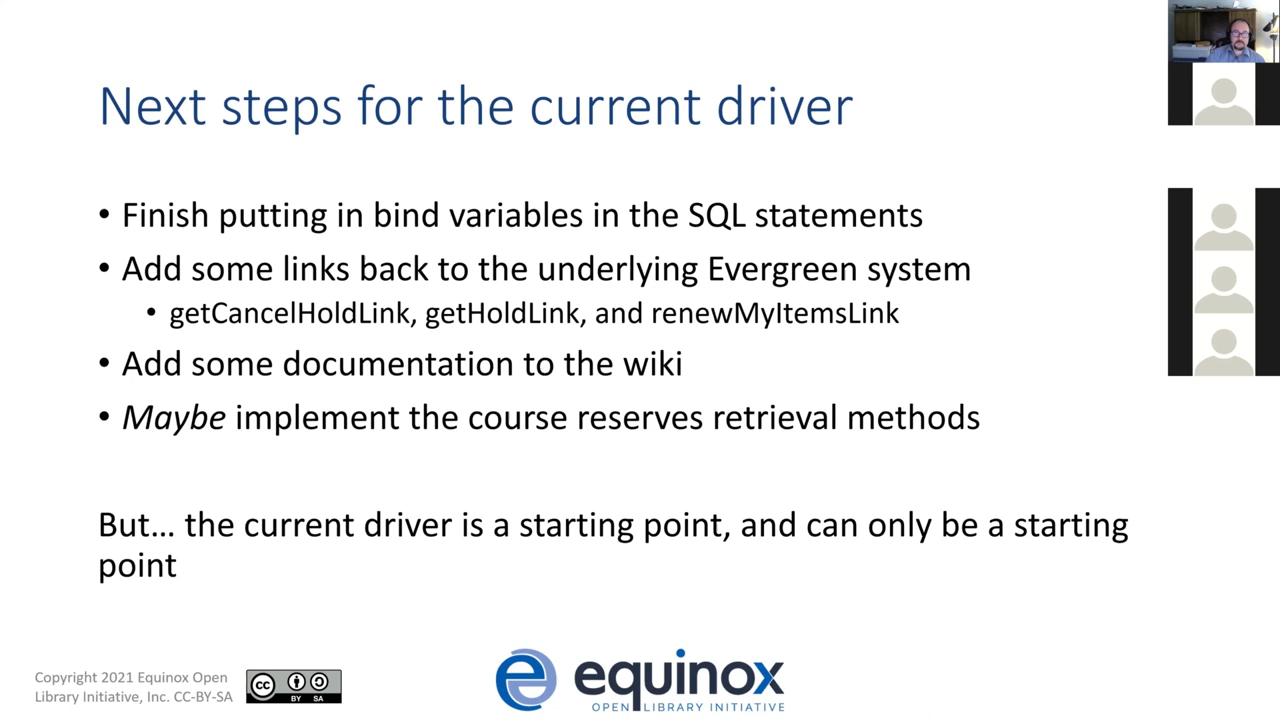 Next steps for the current driver
• Finish putting in bind variables in the SQL statements
• Add some links back to the underlying Evergreen system
• getCancelHoldLink, getHoldLink, and renewMyItemsLink
• Add some documentation to the wiki
• Maybe implement the course reserves retrieval methods
But... the current driver is a starting point, and can only be a starting
point
Copyright 2021 Equinox Open
Library Initiative, Inc. CC-BY-SA
cc
BY SA
equinox
OPEN LIBRARY INITIATIVE